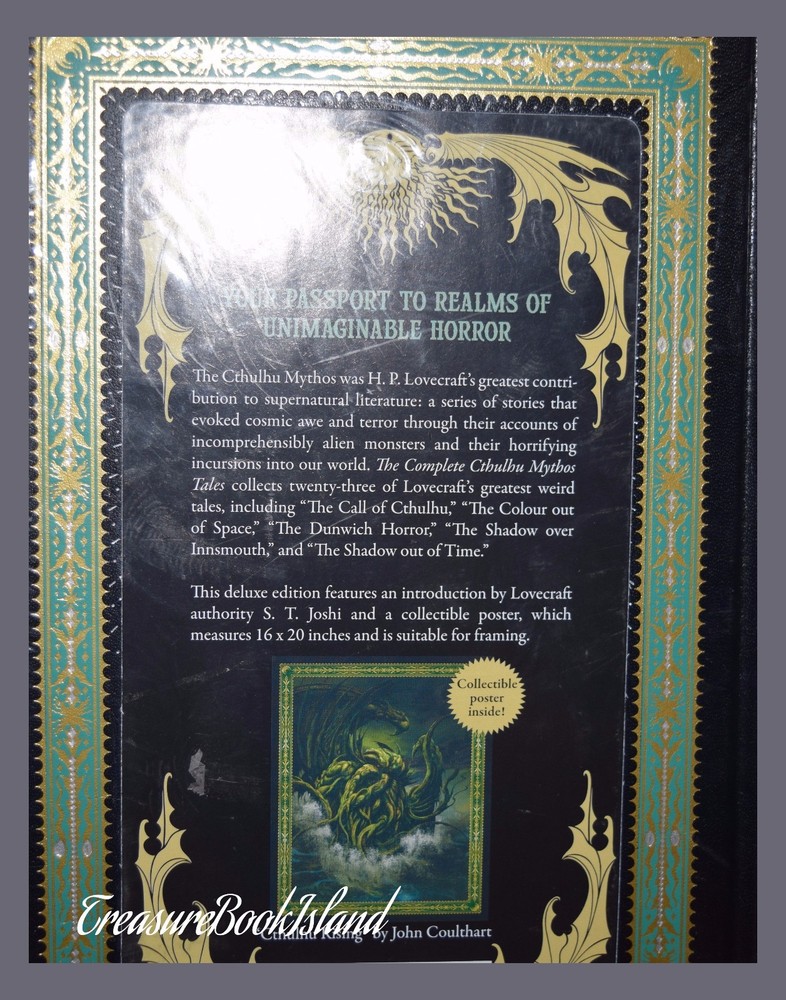 YOUR PASSPORT TO REALMS OF
UNIMAGINABLE HORROR
The Cthulhu Mythos was H. P. Lovecraft's greatest contri-
bution to supernatural literature: a series of stories that
evoked cosmic awe and terror through their accounts of
incomprehensibly alien monsters and their horrifying
incursions into our world. The Complete Cthulhu Mythos
Tales collects twenty-three of Lovecraft's greatest weird
tales, including “The Call of Cthulhu,” “The Colour out
of Space,” “The Dunwich Horror,” “The Shadow over
Innsmouth,” and “The Shadow out of Time.”
This deluxe edition features an introduction by Lovecraft
authority S. T. Joshi and a collectible poster, which
measures 16 x 20 inches and is suitable for framing.
Collectible
poster
inside!
TreasureBookIsland
“Cthulhu Rising” by John Coulthart